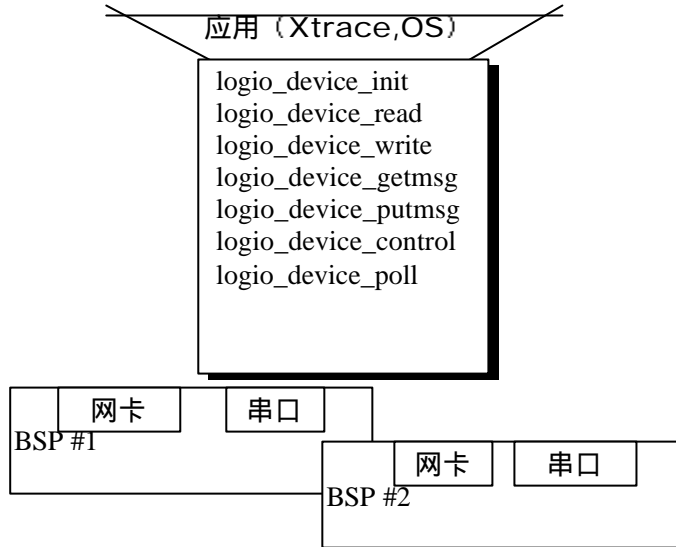 应用（Xtrace,OS）
logio_device_init
logio_device_read
logio_device_write
logio_device_getmsg
logio_device_putmsg
logio_device_control
logio_device_poll
网卡 串口
BSP #1
网卡 串口
BSP #2